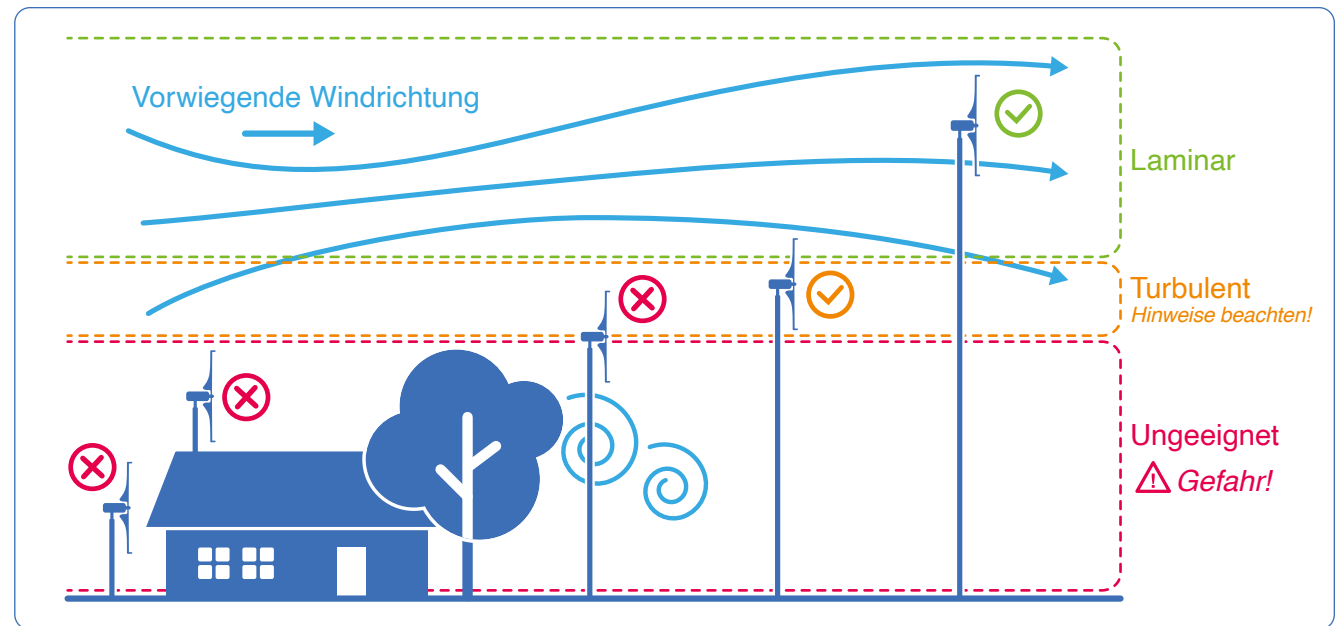 Vorwiegende Windrichtung
Laminar
Turbulent
Hinweise beachten!
Ungeeignet
Gefahr!